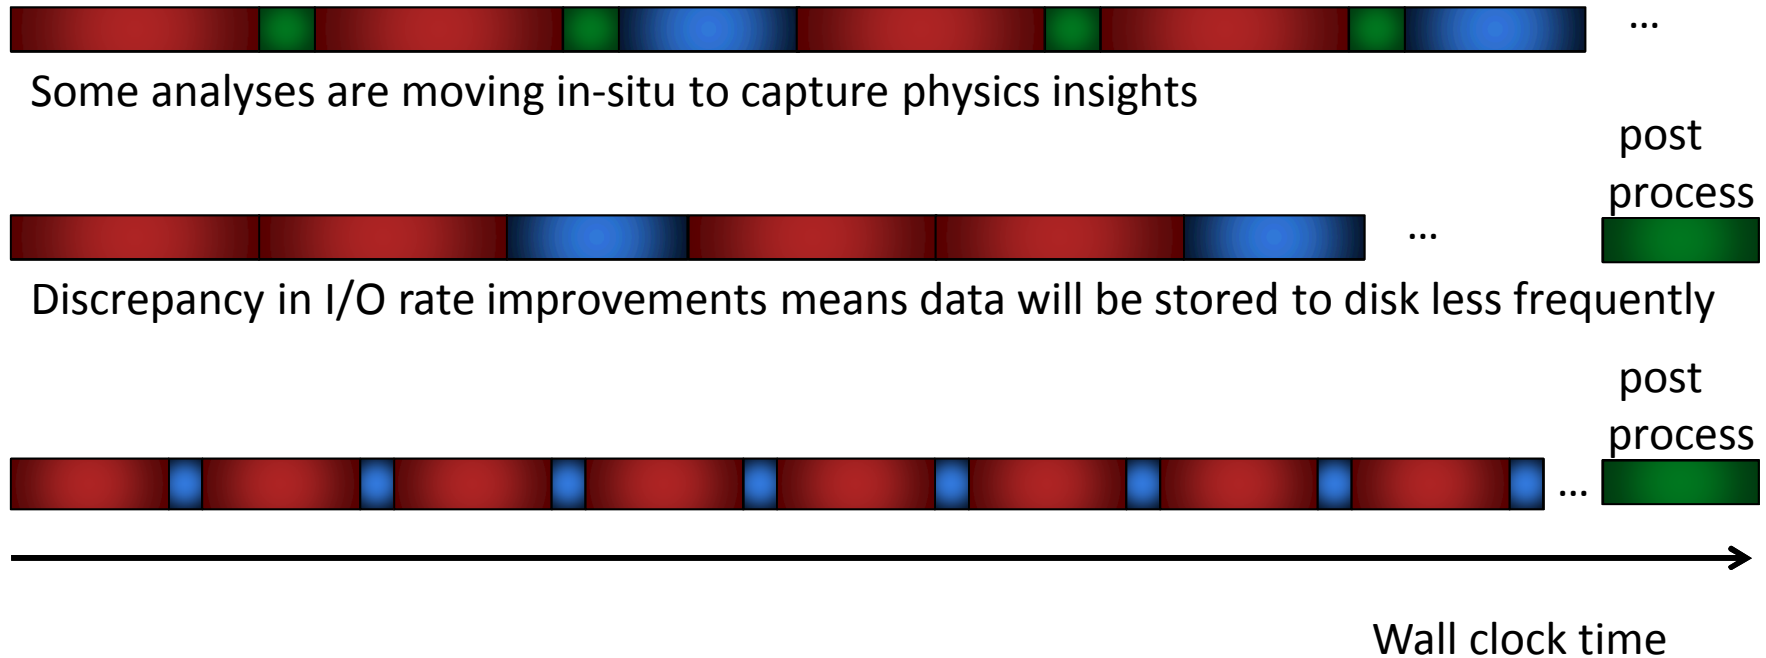 ...
Some analyses are moving in-situ to capture physics insights
post
process
...
Discrepancy in I/O rate improvements means data will be stored to disk less frequently
post
process
...
Wall clock time